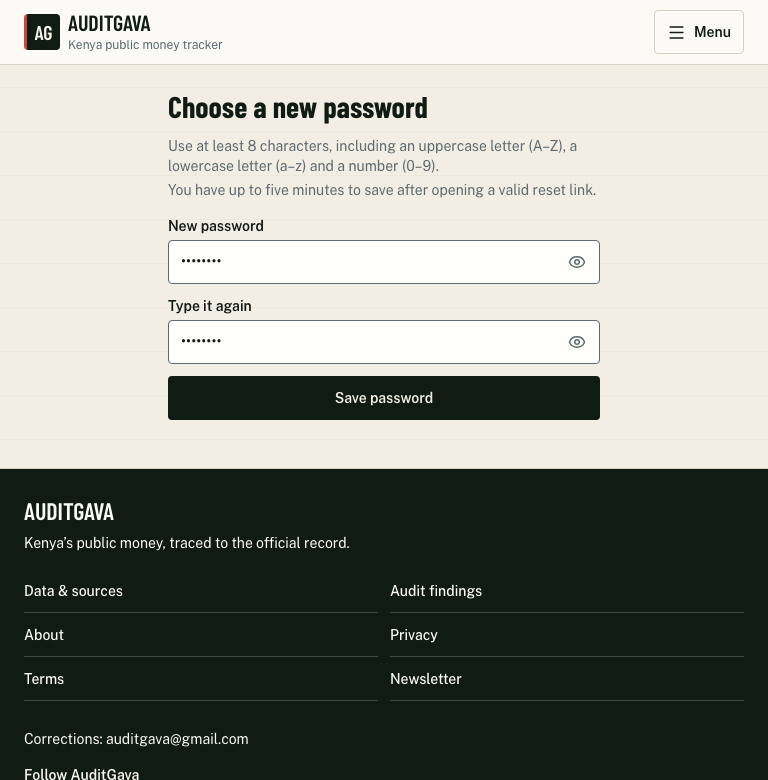 AG
AUDITGAVA
Kenya public money tracker
Menu
Choose a new password
Use at least 8 characters, including an uppercase letter (A–Z), a
lowercase letter (a–z) and a number (0–9).
You have up to five minutes to save after opening a valid reset link.
New password
••••••••
Type it again
••••••••
Save password
AUDITGAVA
Kenya’s public money, traced to the official record.
Data & sources
Audit findings
About
Privacy
Terms
Newsletter
Corrections: auditgava@gmail.com
Follow AuditGava